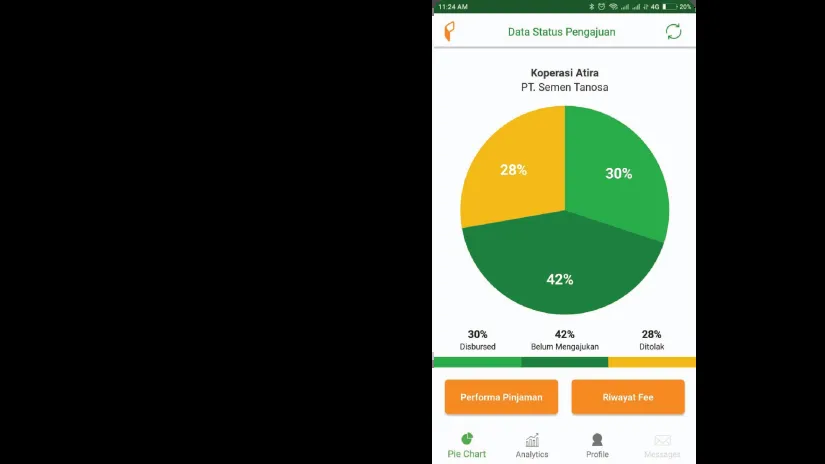 11:24 AM 4G 20%
Data Status Pengajuan
Koperasi Atira
PT. Semen Tanosa
28%
30%
42%
30% 42% 28%
Disbursed Belum Mengajukan Ditolak
Performa Pinjaman Riwayat Fee
Pie Chart Analytics Profile Messages